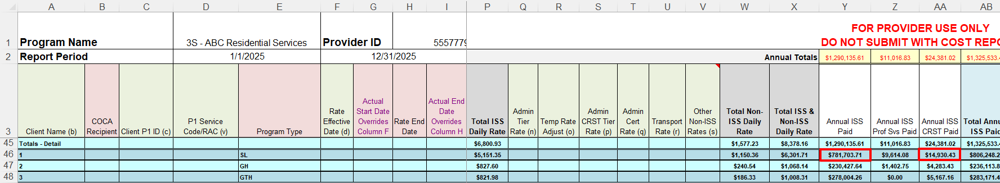 A B C D E F G H I P Q R S T U V W X Y Z AA AB
FOR PROVIDER USE ONLY
1 Program Name 3S - ABC Residential Services Provider ID 5557779 DO NOT SUBMIT WITH COST REPO
2 Report Period 1/1/2025 12/31/2025 Annual Totals $1,290,135.61 $11,016.83 $24,381.02 $1,325,533.4
3 Client Name (b) COCA Recipient Client P1 ID (c) P1 Service Code/RAC (v) Program Type Rate Effective Date (d) Actual Start Date Overrides Column F Rate End Date Actual End Date Overrides Column H Total ISS Daily Rate Admin Tier Rate (n) Temp Rate Adjust (o) Admin CRST Tier Rate (p) Admin Cert Rate (q) Transport Rate (r) Other Non-ISS Rates (s) Total Non-ISS Daily Rate Total ISS & Non-ISS Daily Rate Annual ISS Paid Annual ISS Prof Svs Paid Annual ISS CRST Paid Total Annu ISS Paid
45 Totals - Detail $6,800.93 $1,577.23 $8,378.16 $1,290,135.61 $11,016.83 $24,381.02 $1,325,533.4
46 1 SL $5,151.35 $1,150.36 $6,301.71 $781,703.71 $9,614.08 $14,930.43 $806,248.2
47 2 GH $827.60 $240.54 $1,068.14 $230,427.64 $1,402.75 $4,283.43 $236,113.8
48 3 GTH $821.98 $186.33 $1,008.31 $278,004.26 $0.00 $5,167.16 $283,171.4